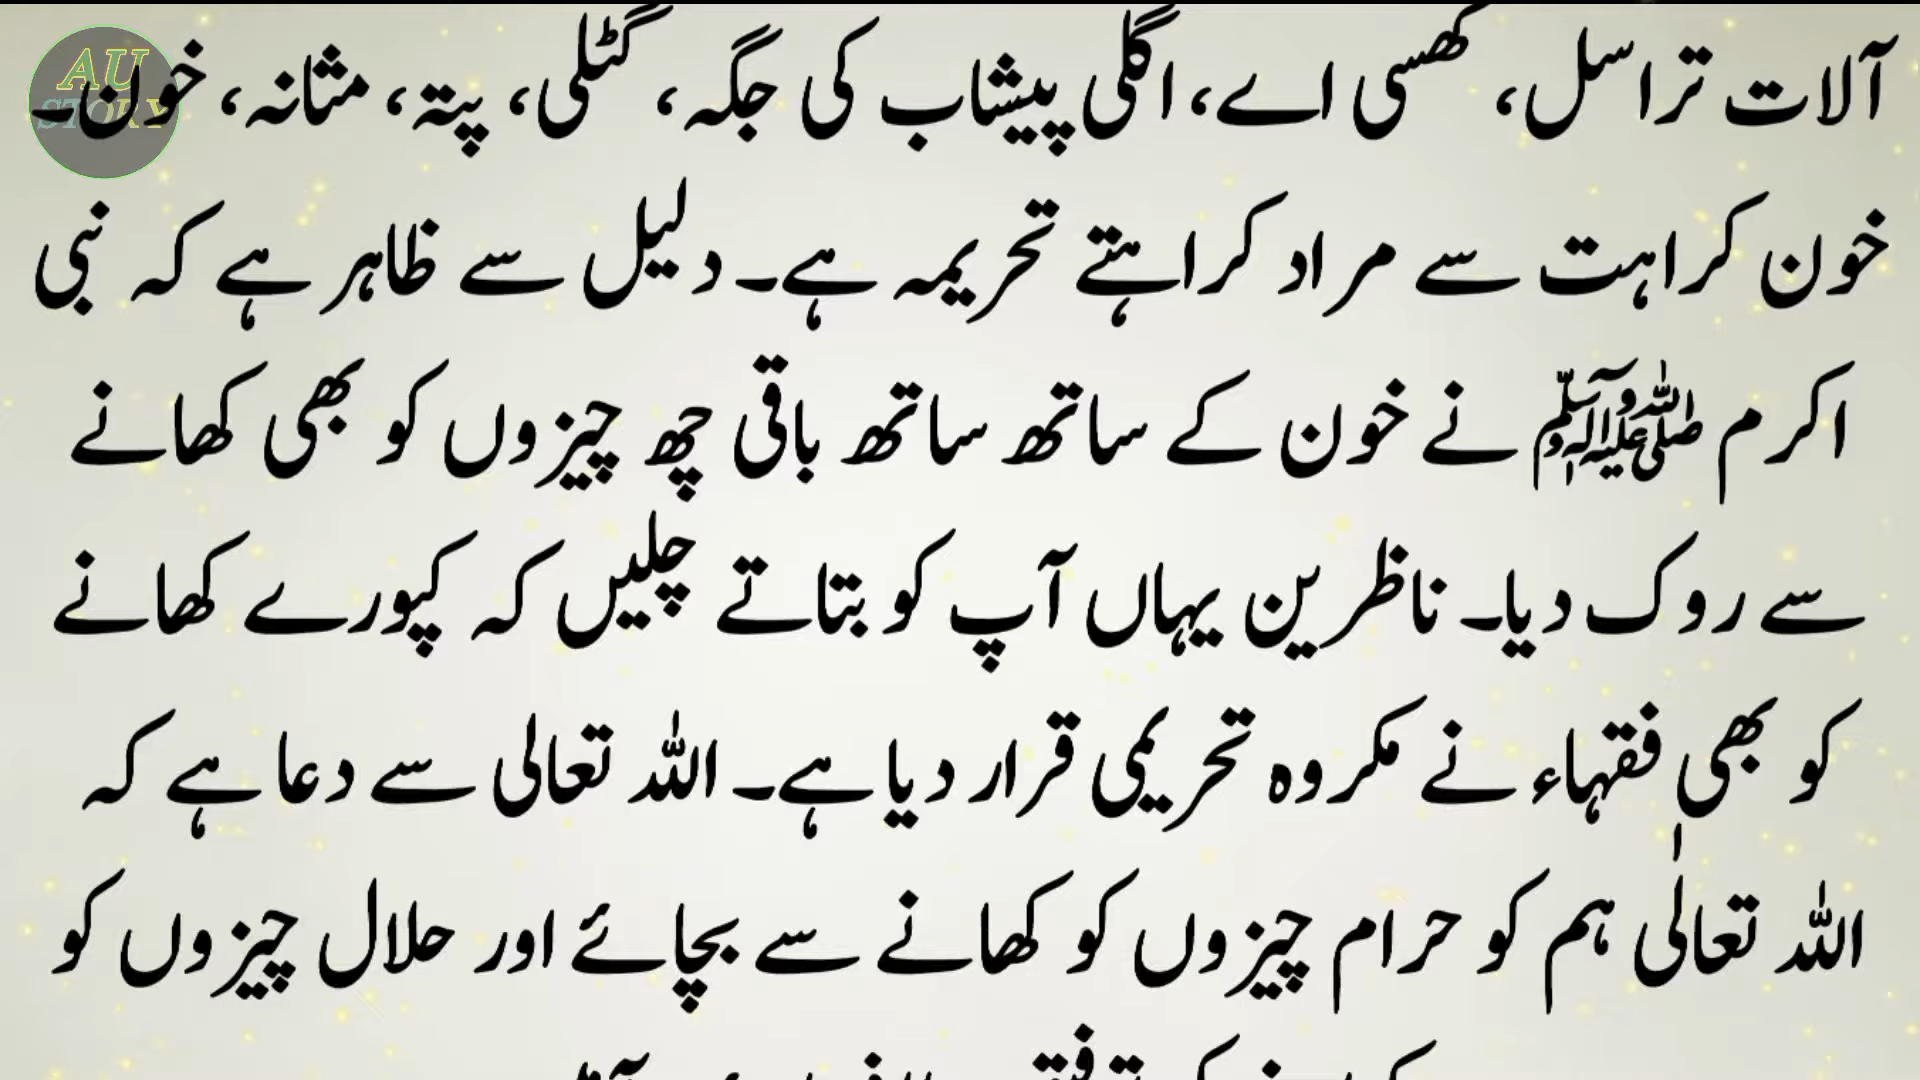 آلات تراسل، کھسی اے، اگلی پیشاب کی جگہ، گٹلی، پتہ، مثانہ، خون۔
AU
STORY
خون کراہت سے مراد کراہتے تحریمہ ہے۔ دلیل سے ظاہر ہے کہ نبی
اکرم ﷺ نے خون کے ساتھ ساتھ باقی چھ چیزوں کو بھی کھانے
سے روک دیا۔ ناظرین یہاں آپ کو بتاتے چلیں کہ کپورے کھانے
کو بھی فقہاء نے مکروہ تحریمی قرار دیا ہے۔ اللہ تعالی سے دعا ہے کہ
اللہ تعالٰی ہم کو حرام چیزوں کو کھانے سے بچائے اور حلال چیزوں کو